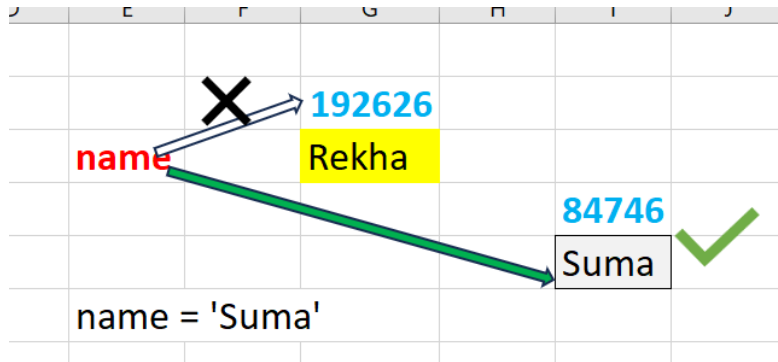 E F G H I J
192626
name Rekha
84746
Suma
name = 'Suma'